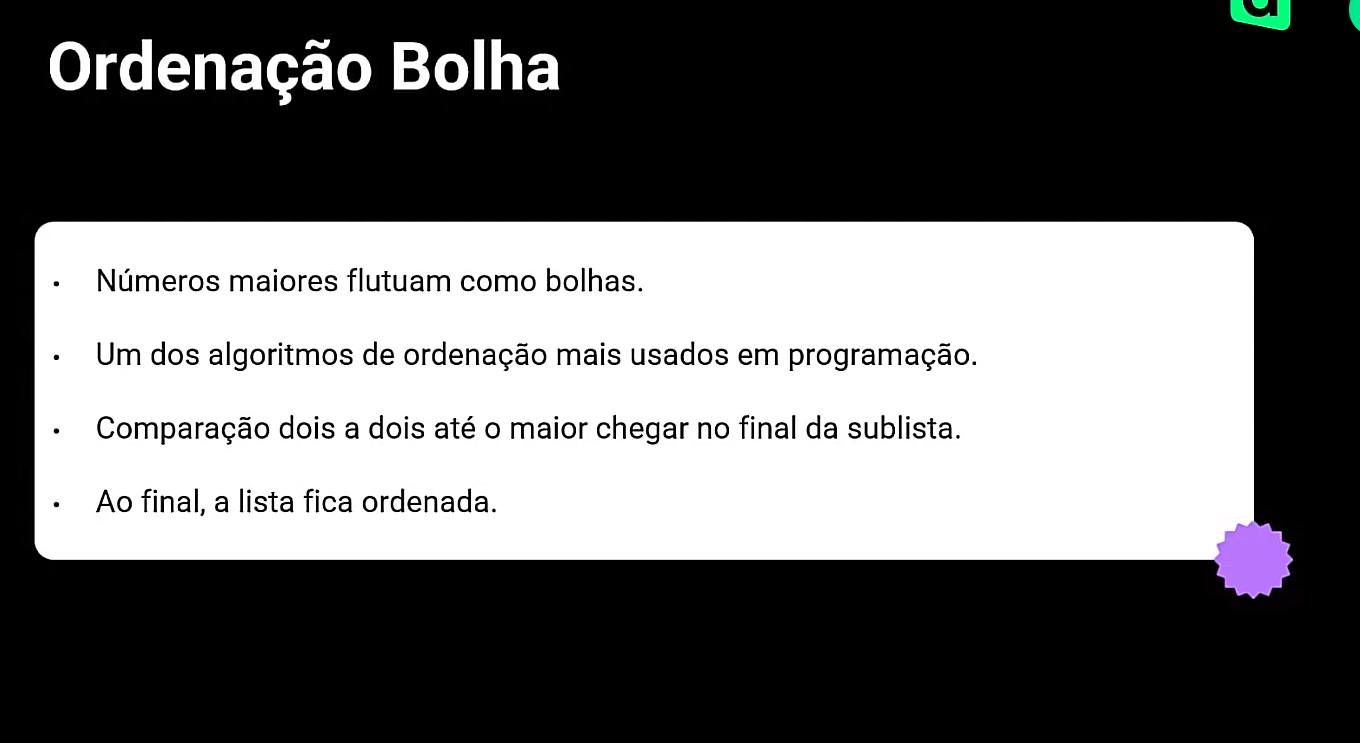 Ordenação Bolha
• Números maiores flutuam como bolhas.
• Um dos algoritmos de ordenação mais usados em programação.
• Comparação dois a dois até o maior chegar no final da sublista.
• Ao final, a lista fica ordenada.